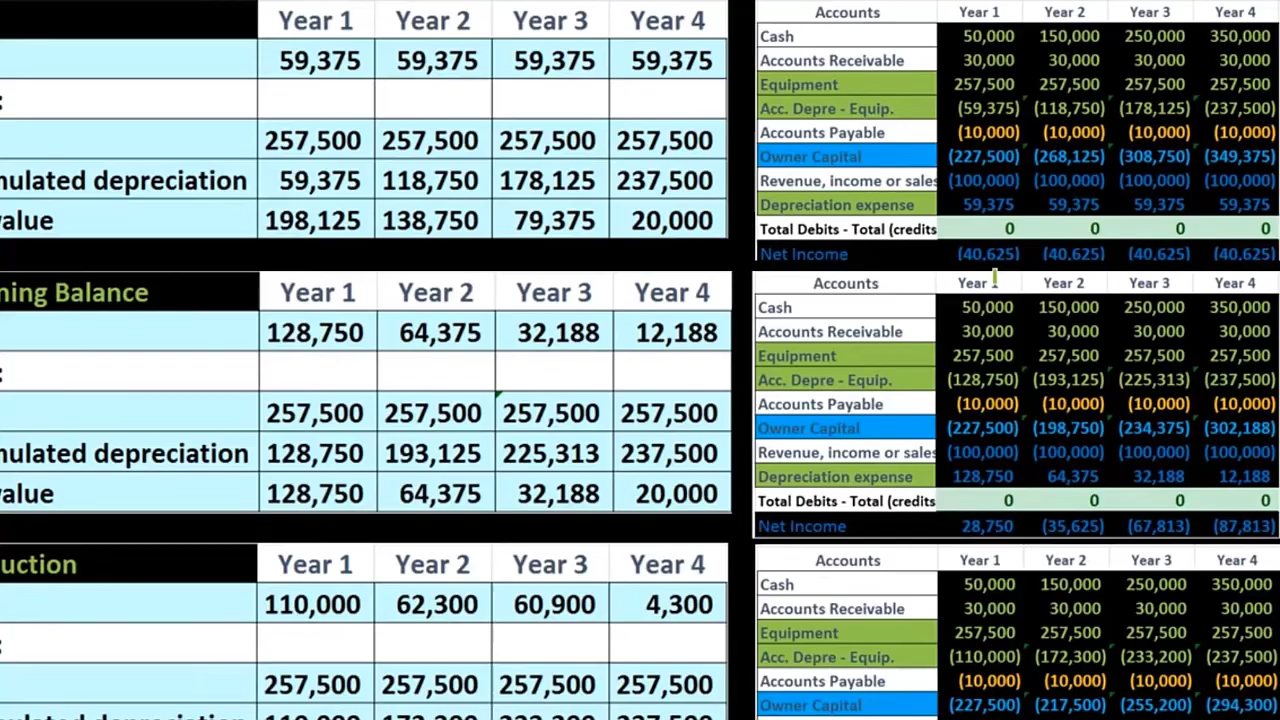 Year 1 Year 2 Year 3 Year 4
59,375 59,375 59,375 59,375
:
257,500 257,500 257,500 257,500
mulated depreciation 59,375 118,750 178,125 237,500
value 198,125 138,750 79,375 20,000
ning Balance Year 1 Year 2 Year 3 Year 4
128,750 64,375 32,188 12,188
:
257,500 257,500 257,500 257,500
mulated depreciation 128,750 193,125 225,313 237,500
value 128,750 64,375 32,188 20,000
uction Year 1 Year 2 Year 3 Year 4
110,000 62,300 60,900 4,300
:
257,500 257,500 257,500 257,500
mulated depreciation 110,000 172,300 233,200 237,500
Accounts Year 1 Year 2 Year 3 Year 4
Cash 50,000 150,000 250,000 350,000
Accounts Receivable 30,000 30,000 30,000 30,000
Equipment 257,500 257,500 257,500 257,500
Acc. Depre - Equip. (59,375) (118,750) (178,125) (237,500)
Accounts Payable (10,000) (10,000) (10,000) (10,000)
Owner Capital (227,500) (268,125) (308,750) (349,375)
Revenue, income or sales (100,000) (100,000) (100,000) (100,000)
Depreciation expense 59,375 59,375 59,375 59,375
Total Debits - Total (credits 0 0 0 0
Net Income (40,625) (40,625) (40,625) (40,625)
Accounts Year 1 Year 2 Year 3 Year 4
Cash 50,000 150,000 250,000 350,000
Accounts Receivable 30,000 30,000 30,000 30,000
Equipment 257,500 257,500 257,500 257,500
Acc. Depre - Equip. (128,750) (193,125) (225,313) (237,500)
Accounts Payable (10,000) (10,000) (10,000) (10,000)
Owner Capital (227,500) (198,750) (234,375) (302,188)
Revenue, income or sales (100,000) (100,000) (100,000) (100,000)
Depreciation expense 128,750 64,375 32,188 12,188
Total Debits - Total (credits 0 0 0 0
Net Income 28,750 (35,625) (67,813) (87,813)
Accounts Year 1 Year 2 Year 3 Year 4
Cash 50,000 150,000 250,000 350,000
Accounts Receivable 30,000 30,000 30,000 30,000
Equipment 257,500 257,500 257,500 257,500
Acc. Depre - Equip. (110,000) (172,300) (233,200) (237,500)
Accounts Payable (10,000) (10,000) (10,000) (10,000)
Owner Capital (227,500) (217,500) (255,200) (294,300)